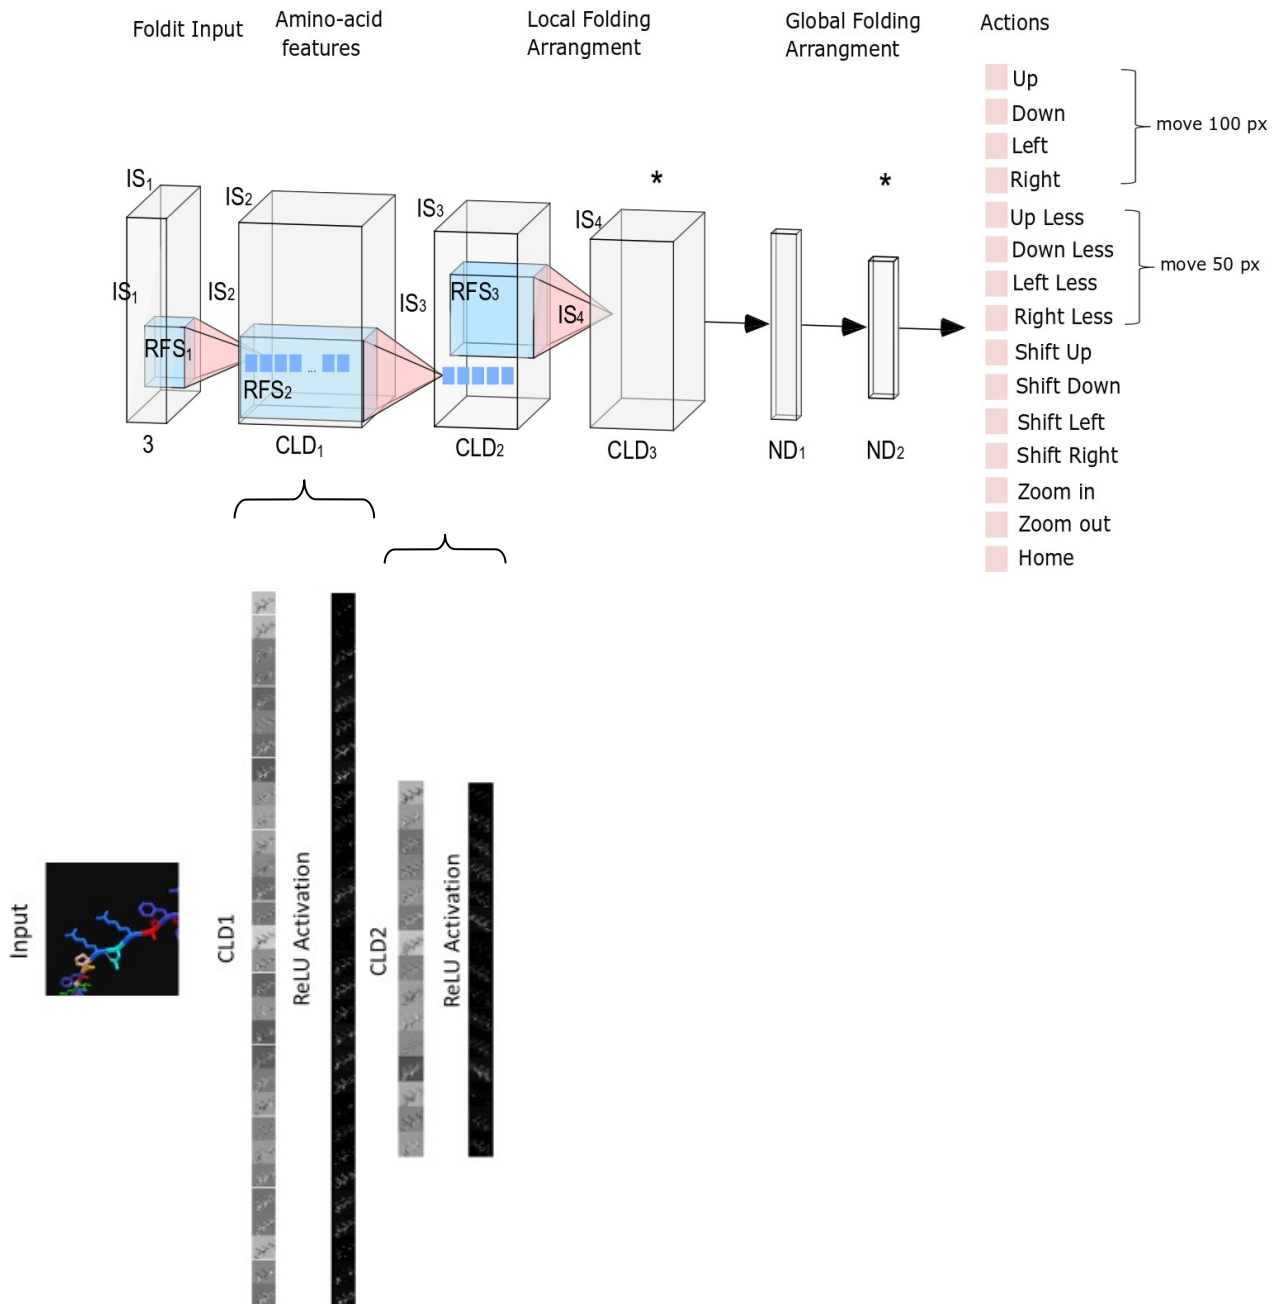 Foldit Input
Amino-acid
features
Local Folding
Arrangment
Global Folding
Arrangment
Actions
Up
Down
Left
Right
move 100 px
Up Less
Down Less
Left Less
Right Less
move 50 px
Shift Up
Shift Down
Shift Left
Shift Right
Zoom in
Zoom out
Home
IS1
IS1
RFS1
3
IS2
IS2
...
RFS2
CLD1
IS3
IS3
RFS3
CLD2
*
IS4
IS4
CLD3
ND1
*
ND2
Input
CLD1
ReLU Activation
CLD2
ReLU Activation